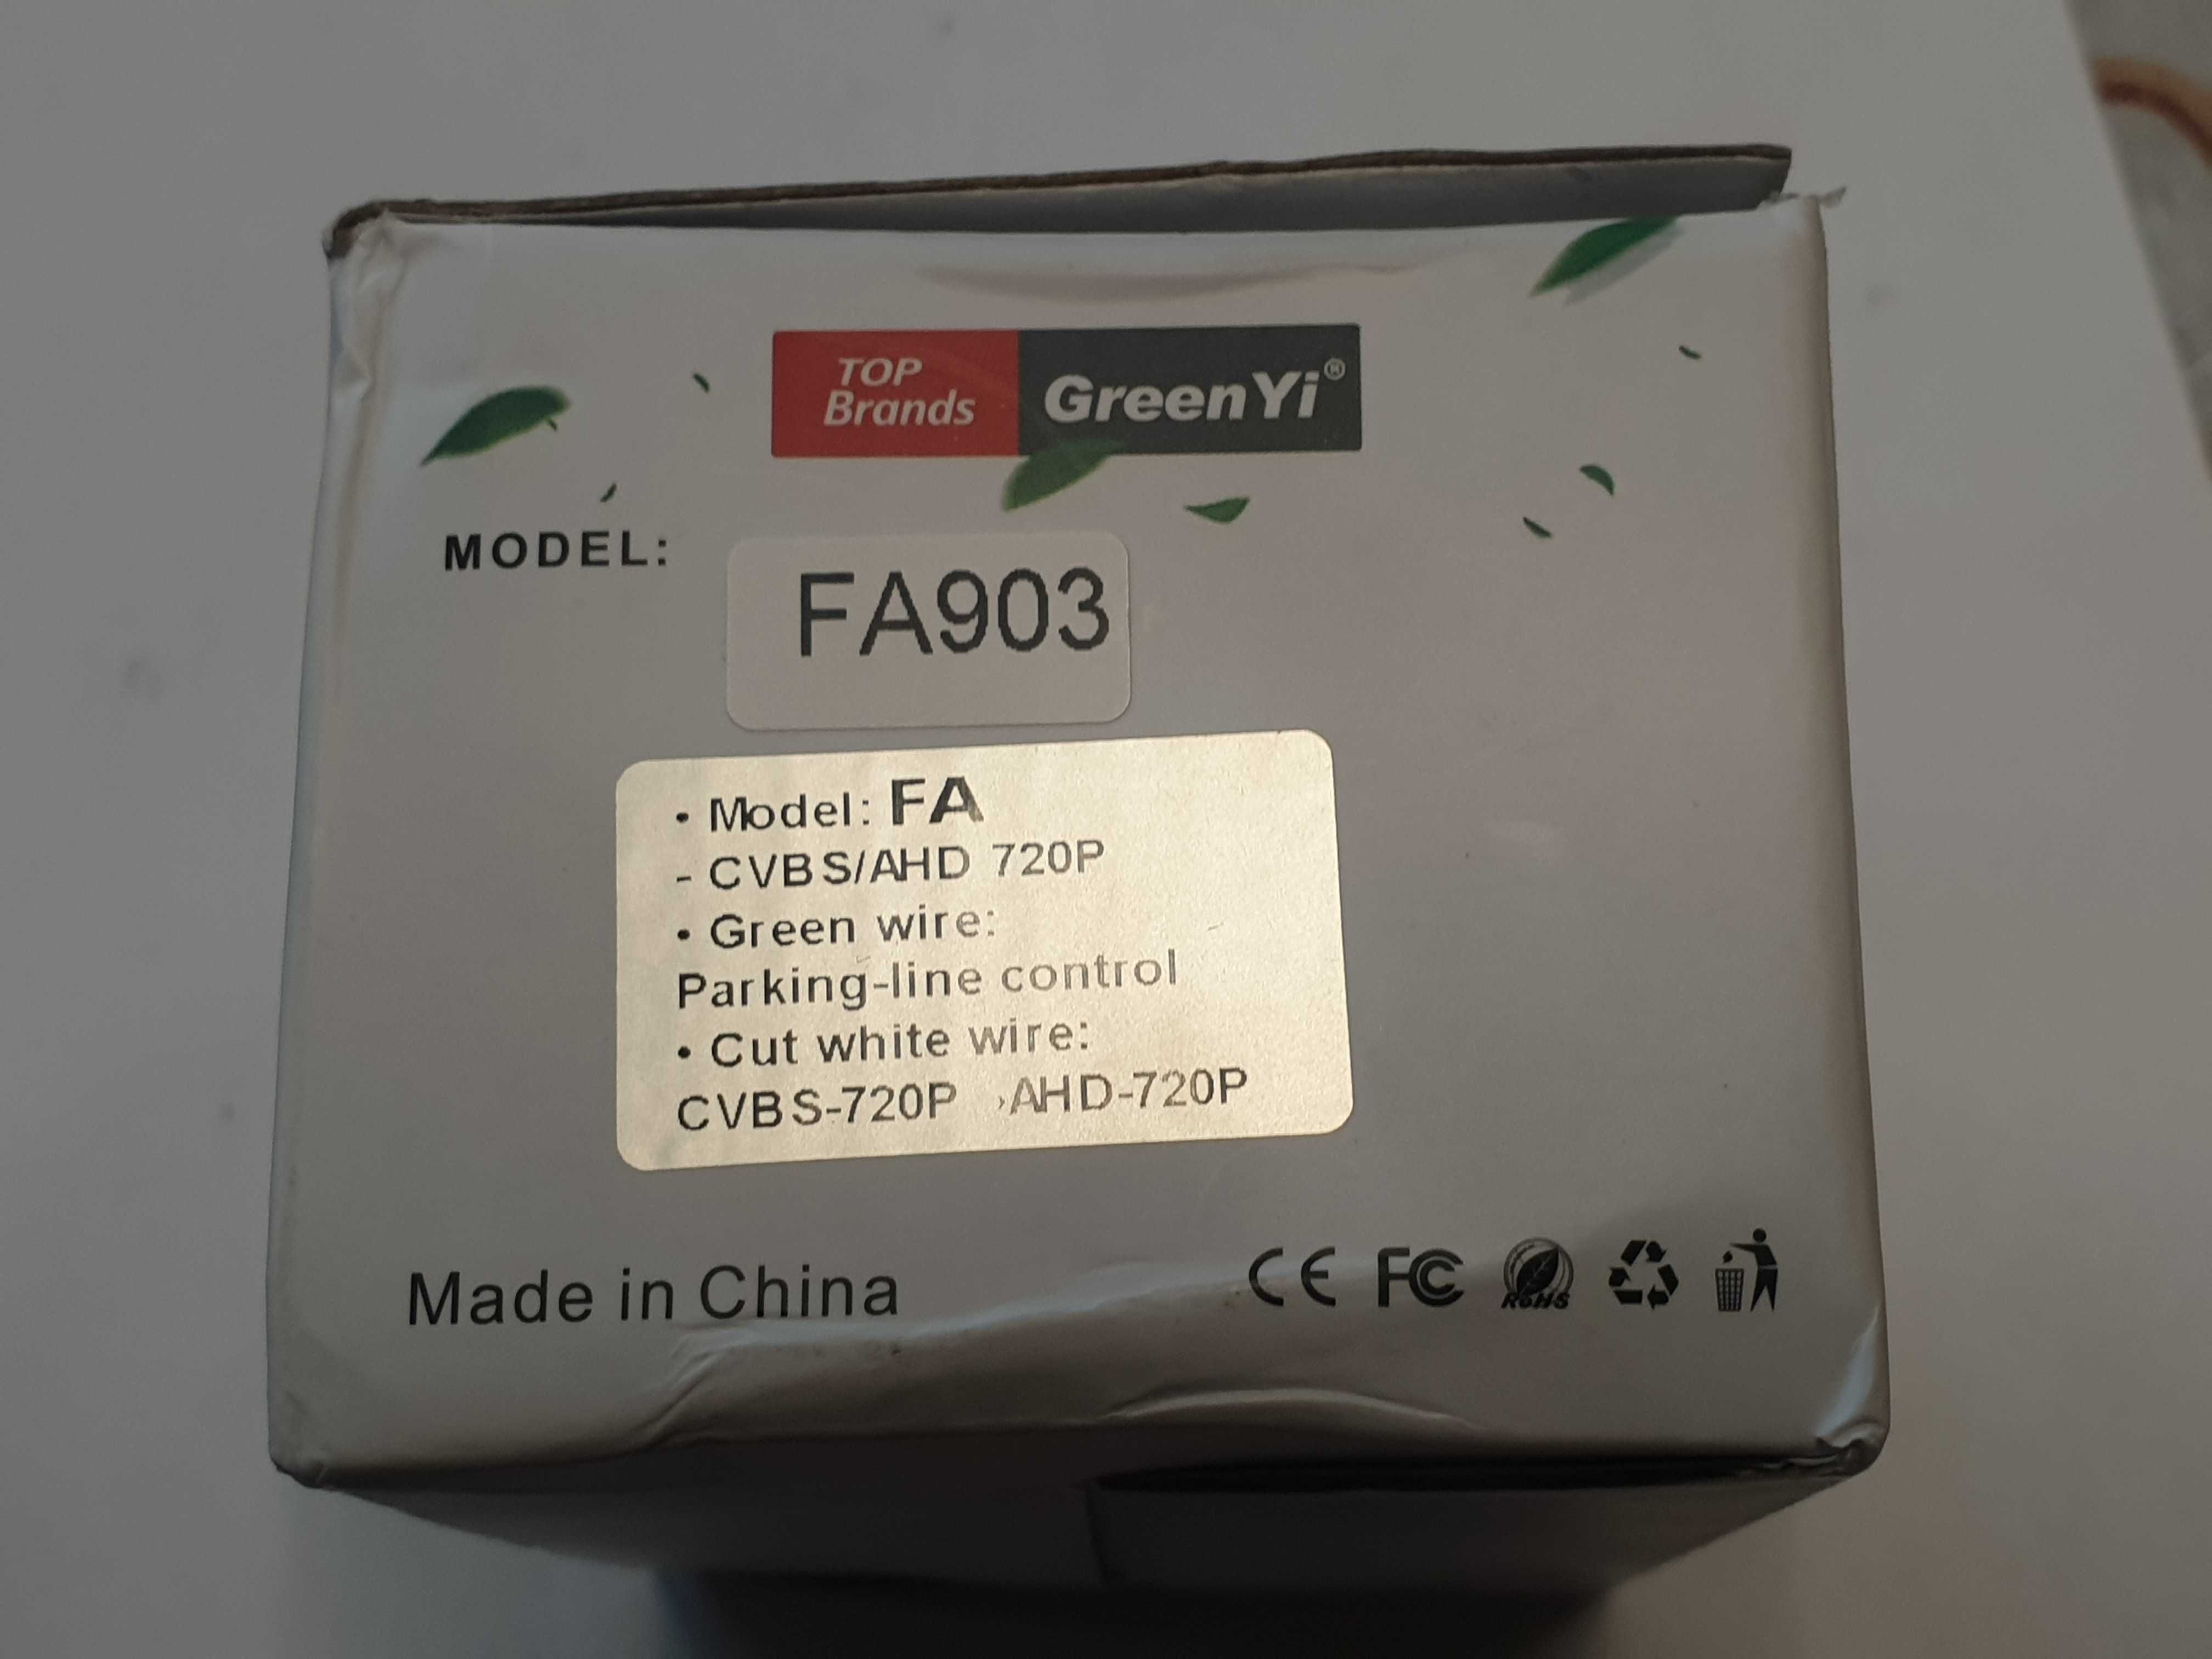 TOP
Brands
GreenYi®
MODEL:
FA903
• Model: FA
- CVBS/AHD 720P
• Green wire:
Parking-line control
• Cut white wire:
CVBS-720P ›AHD-720P
Made in China
CE FC RoHS